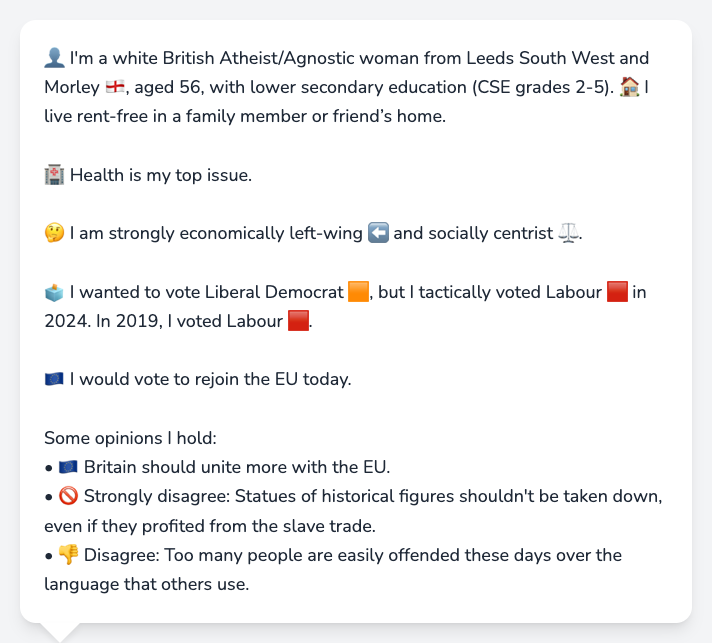 👤 I'm a white British Atheist/Agnostic woman from Leeds South West and
Morley 🏴󠁧󠁢󠁥󠁮󠁧󠁿, aged 56, with lower secondary education (CSE grades 2-5). 🏠 I
live rent-free in a family member or friend’s home.
🏥 Health is my top issue.
🤔 I am strongly economically left-wing ⬅️ and socially centrist ⚖️.
🗳️ I wanted to vote Liberal Democrat 🟧, but I tactically voted Labour 🟥 in
2024. In 2019, I voted Labour 🟥.
🇪🇺 I would vote to rejoin the EU today.
Some opinions I hold:
• 🇪🇺 Britain should unite more with the EU.
• 🚫 Strongly disagree: Statues of historical figures shouldn't be taken down,
even if they profited from the slave trade.
• 👎 Disagree: Too many people are easily offended these days over the
language that others use.